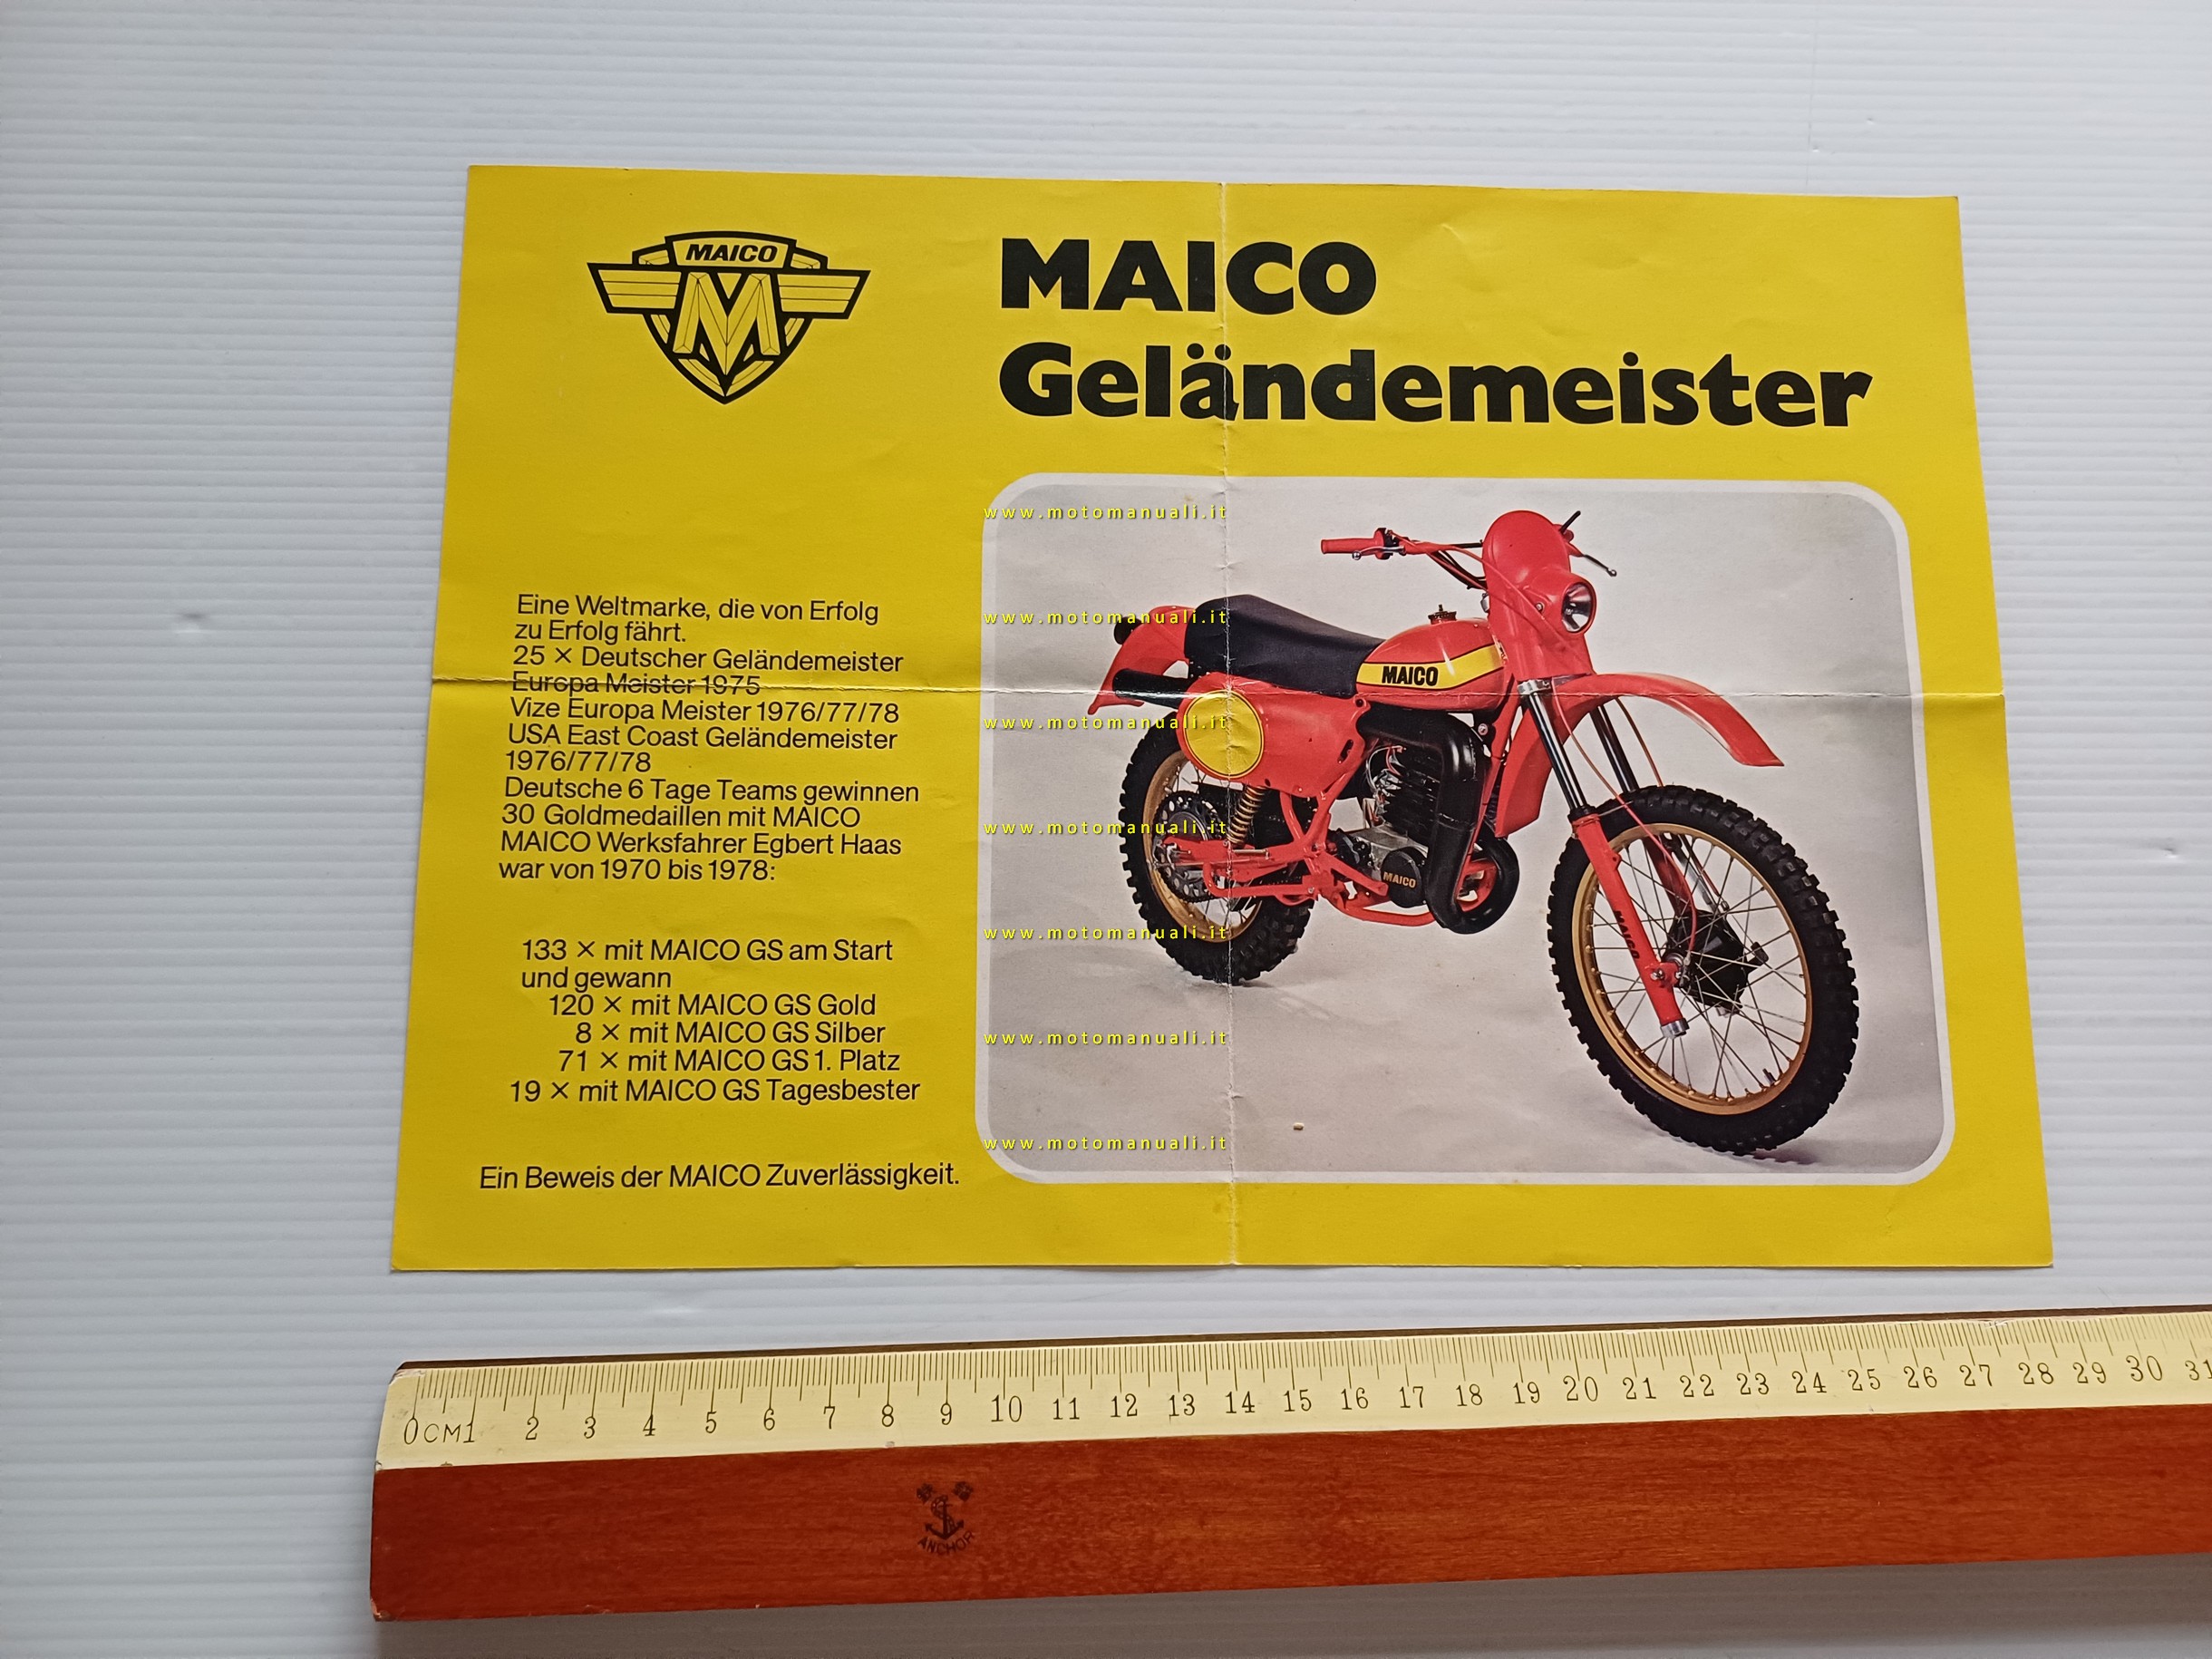 MAICO
M
MAICO
Geländemeister
Eine Weltmarke, die von Erfolg
zu Erfolg fährt.
25 × Deutscher Geländemeister
Europa Meister 1975
Vize Europa Meister 1976/77/78
USA East Coast Geländemeister
1976/77/78
Deutsche 6 Tage Teams gewinnen
30 Goldmedaillen mit MAICO
MAICO Werksfahrer Egbert Haas
war von 1970 bis 1978:
133 × mit MAICO GS am Start
und gewann
120 × mit MAICO GS Gold
8 × mit MAICO GS Silber
71 × mit MAICO GS 1. Platz
19 × mit MAICO GS Tagesbester
Ein Beweis der MAICO Zuverlässigkeit.
www.motomanuali.it
www.motomanuali.it
MAICO
www.motomanuali.it
www.motomanuali.it
MAICO
www.motomanuali.it
MAICO
www.motomanuali.it
www.motomanuali.it
0CM1 2 3 4 5 6 7 8 9 10 11 12 13 14 15 16 17 18 19 20 21 22 23 24 25 26 27 28 29 30 31
ANCHOR